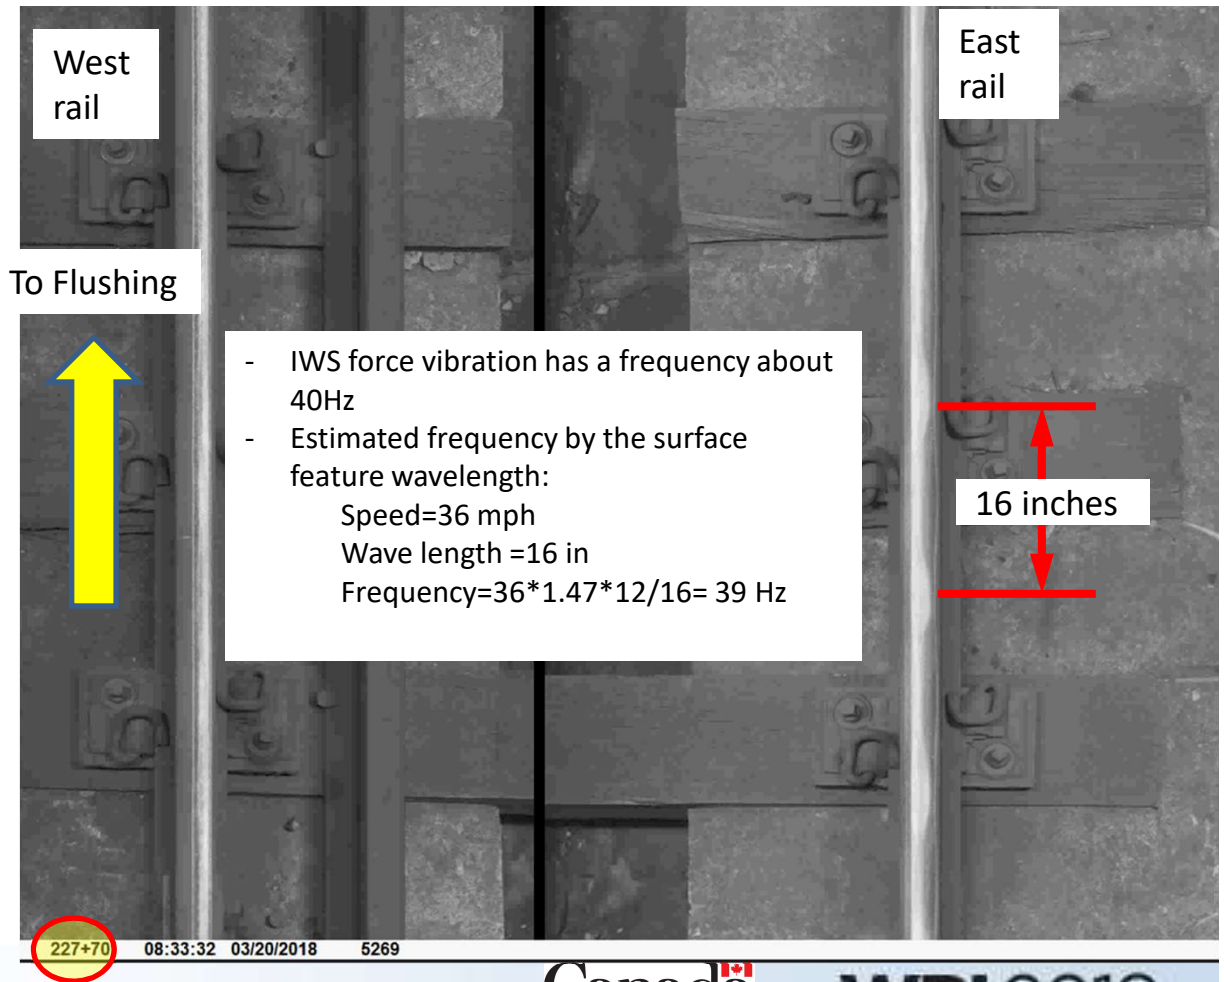 West
rail
East
rail
To Flushing
- IWS force vibration has a frequency about
40Hz
- Estimated frequency by the surface
feature wavelength:
Speed=36 mph
Wave length =16 in
Frequency=36*1.47*12/16= 39 Hz
16 inches
227+70 08:33:32 03/20/2018 5269
Canada